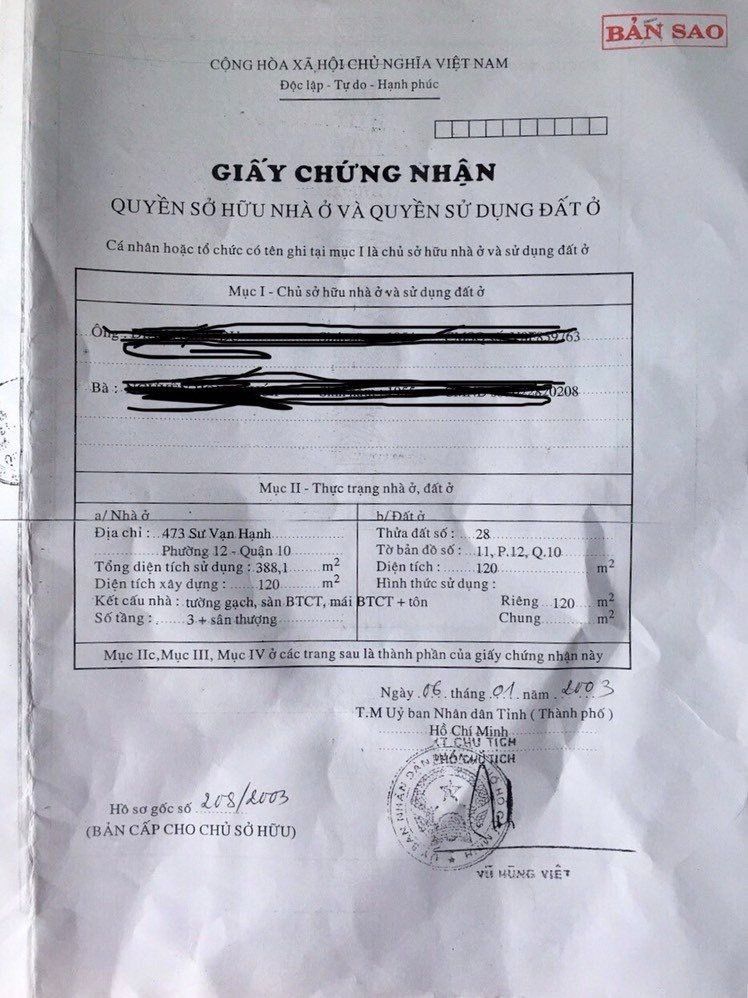 BẢN SAO
CỘNG HÒA XÃ HỘI CHỦ NGHĨA VIỆT NAM
Độc lập - Tự do - Hạnh phúc
GIẤY CHỨNG NHẬN
QUYỀN SỞ HỮU NHÀ Ở VÀ QUYỀN SỬ DỤNG ĐẤT Ở
Cá nhân hoặc tổ chức có tên ghi tại mục I là chủ sở hữu nhà ở và sử dụng đất ở
Mục I - Chủ sở hữu nhà ở và sử dụng đất ở
Ông
Bà :
Mục II - Thực trạng nhà ở, đất ở
a/ Nhà ở
Địa chỉ : 473 Sư Vạn Hạnh
Phường 12 - Quận 10
Tổng diện tích sử dụng : 388,1 m2
Diện tích xây dựng : 120 m2
Kết cấu nhà : tường gạch, sàn BTCT, mái BTCT + tôn
Số tầng : 3 + sân thượng
b/ Đất ở
Thửa đất số : 28
Tờ bản đồ số : 11, P.12, Q.10
Diện tích : 120 m2
Hình thức sử dụng :
Riêng 120 m2
Chung m2
Mục IIc,Mục III, Mục IV ở các trang sau là thành phần của giấy chứng nhận này
Ngày 06 tháng 01 năm 2003
T.M Uỷ ban Nhân dân Tỉnh ( Thành phố )
Hồ Chí Minh
KT CHỦ TỊCH
PHÓ CHỦ TỊCH
Hồ sơ gốc số 208/2003
(BẢN CẤP CHO CHỦ SỞ HỮU)
VŨ HÙNG VIỆT